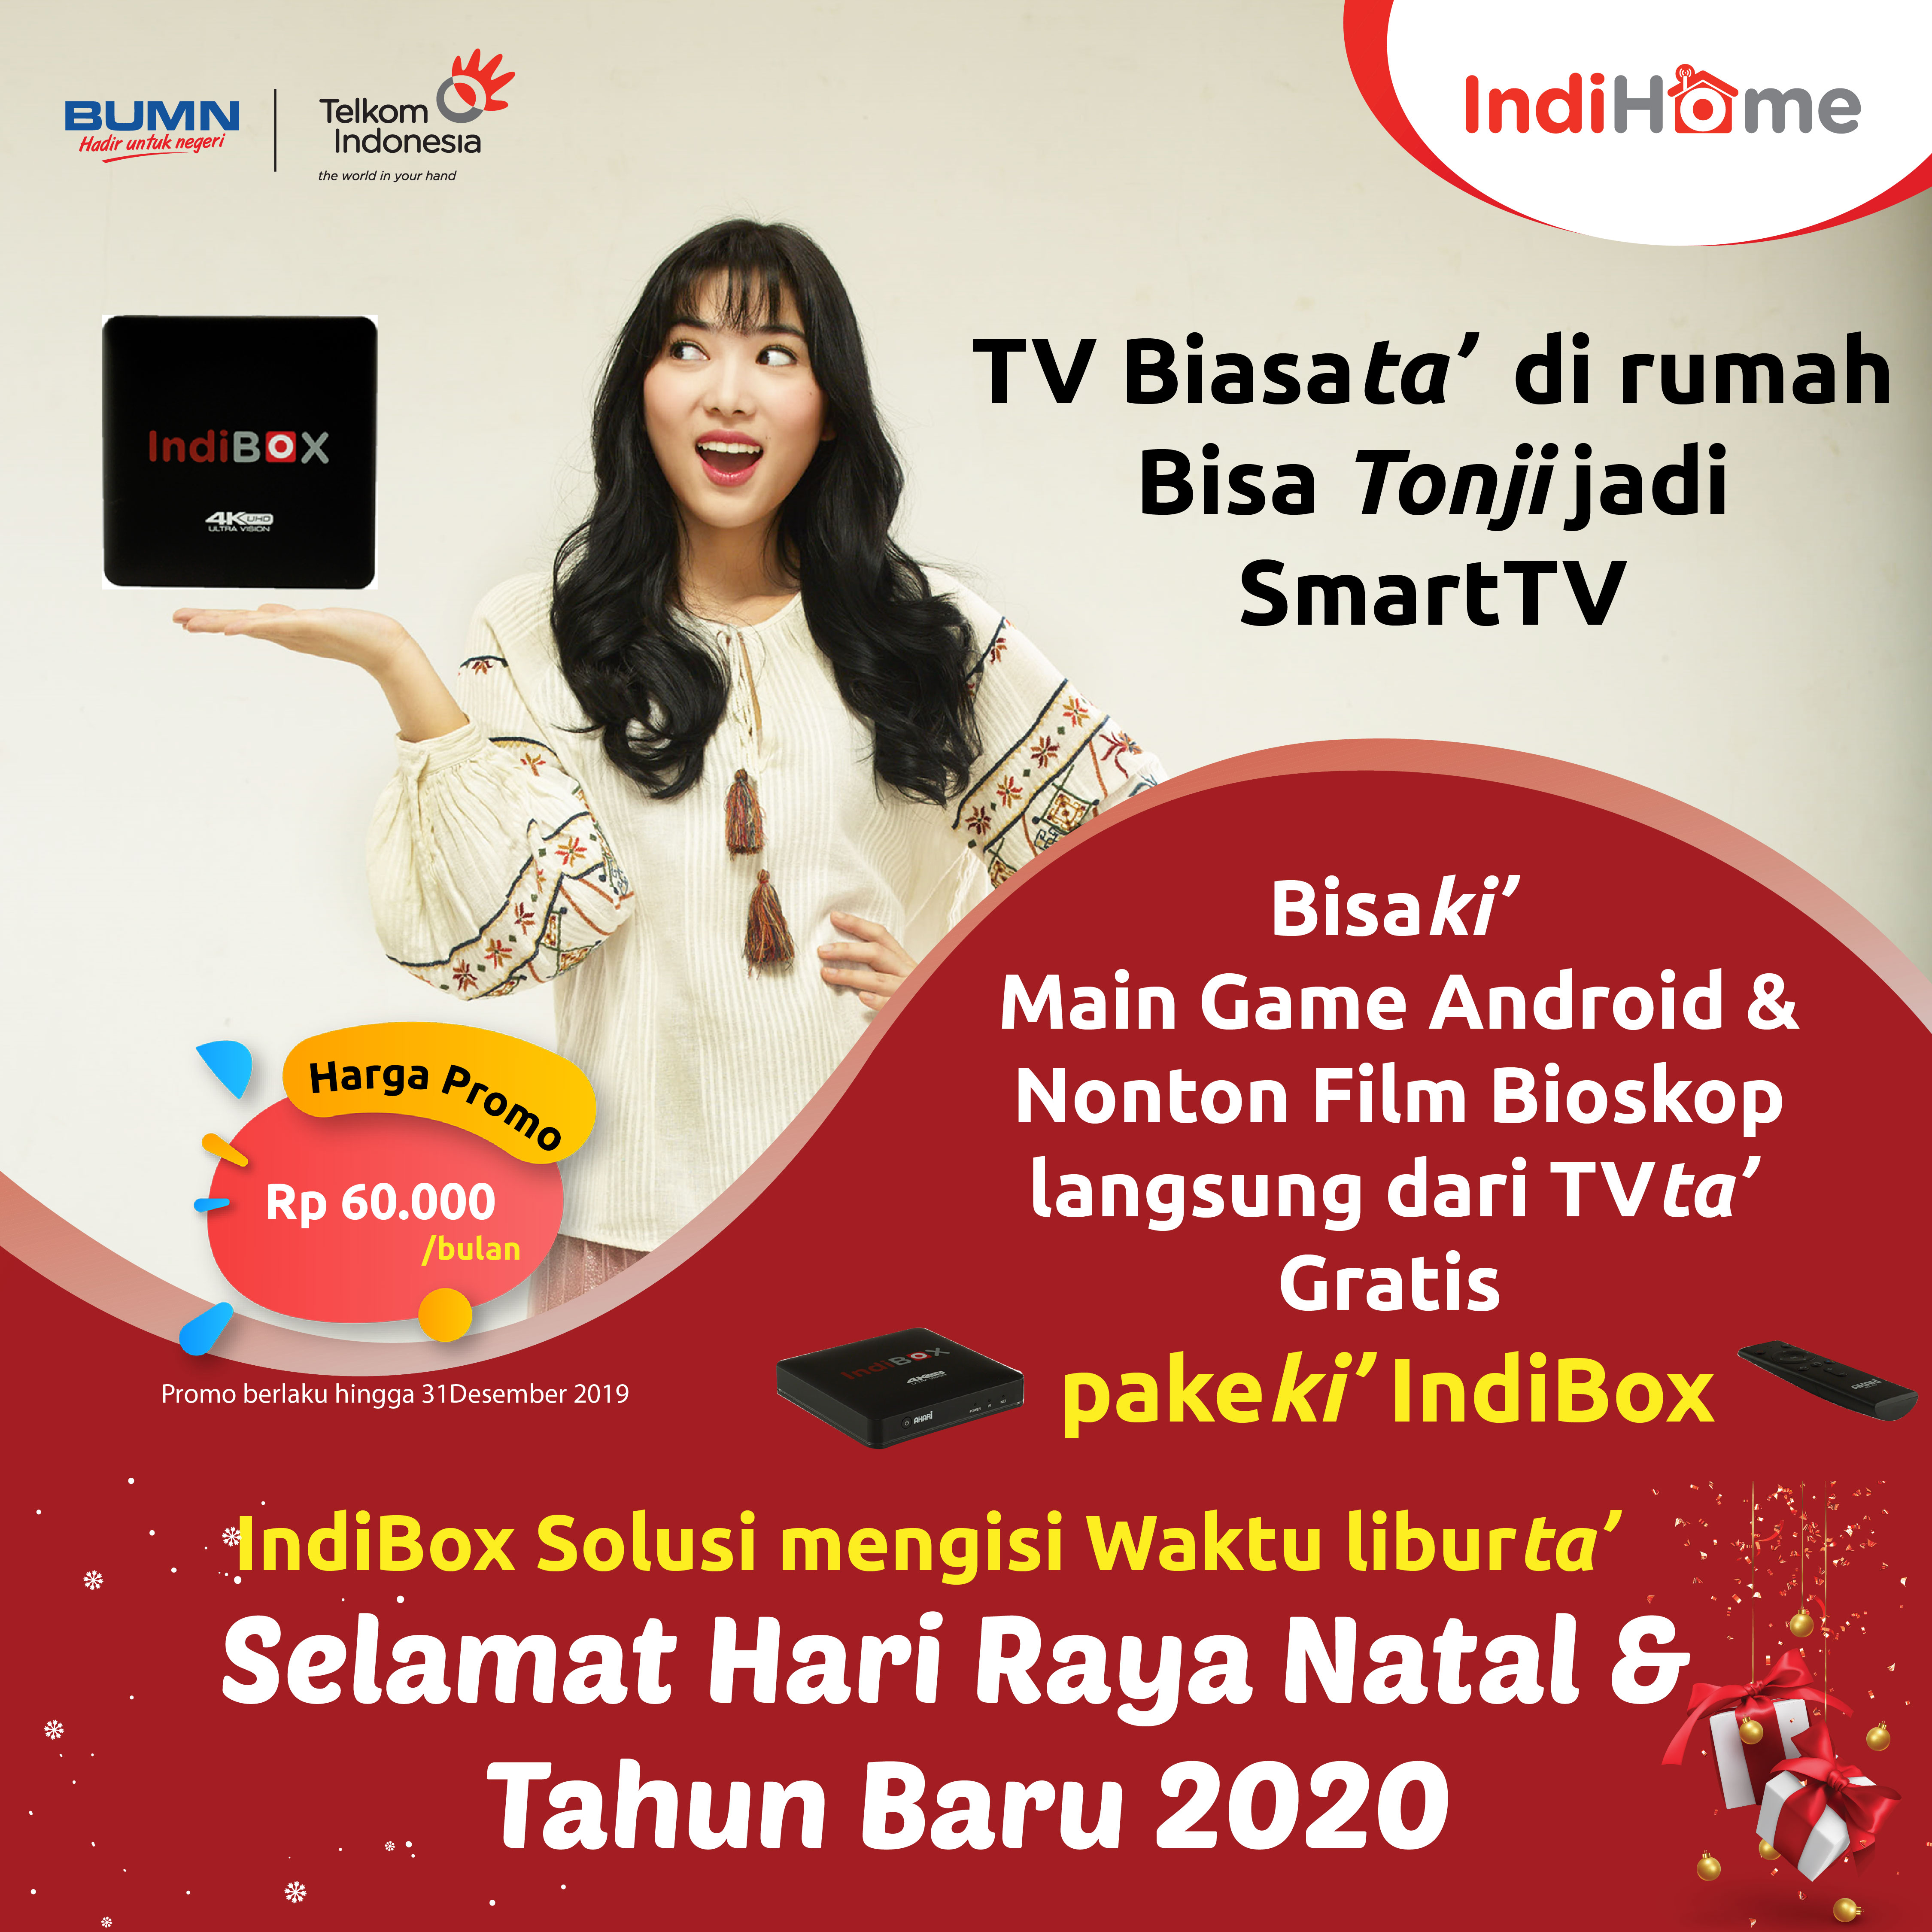 BUMN
Hadir untuk negeri
Telkom
Indonesia
the world in your hand
IndiHome
IndiBOX
4K UHD
ULTRA VISION
TV Biasata’ di rumah
Bisa Tonji jadi
SmartTV
Bisaki’
Main Game Android &
Nonton Film Bioskop
langsung dari TVta’
Gratis
pakeki’ IndiBox
Harga Promo
Rp 60.000
/bulan
Promo berlaku hingga 31Desember 2019
IndiBOX
AKARI
IndiBox Solusi mengisi Waktu liburta’
Selamat Hari Raya Natal &
Tahun Baru 2020